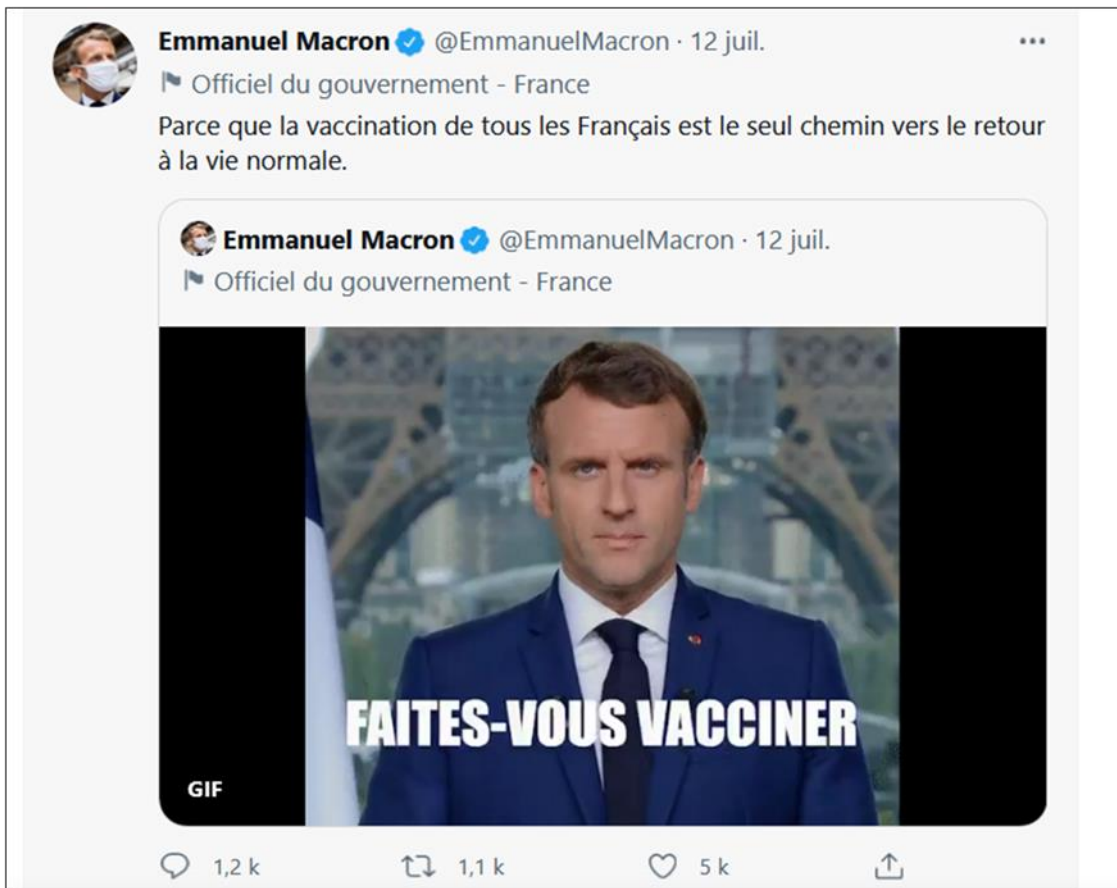 Emmanuel Macron @EmmanuelMacron · 12 juil.
Officiel du gouvernement - France
Parce que la vaccination de tous les Français est le seul chemin vers le retour
à la vie normale.
Emmanuel Macron @EmmanuelMacron · 12 juil.
Officiel du gouvernement - France
FAITES-VOUS VACCINER
GIF
1,2 k 1,1 k 5 k